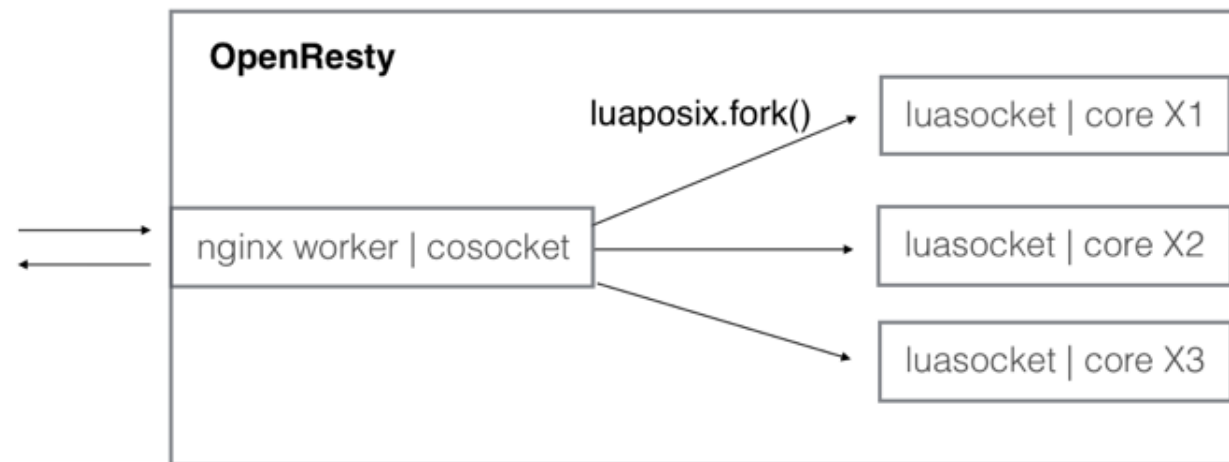 OpenResty
luaposix.fork()
luasocket | core X1
nginx worker | cosocket
luasocket | core X2
luasocket | core X3